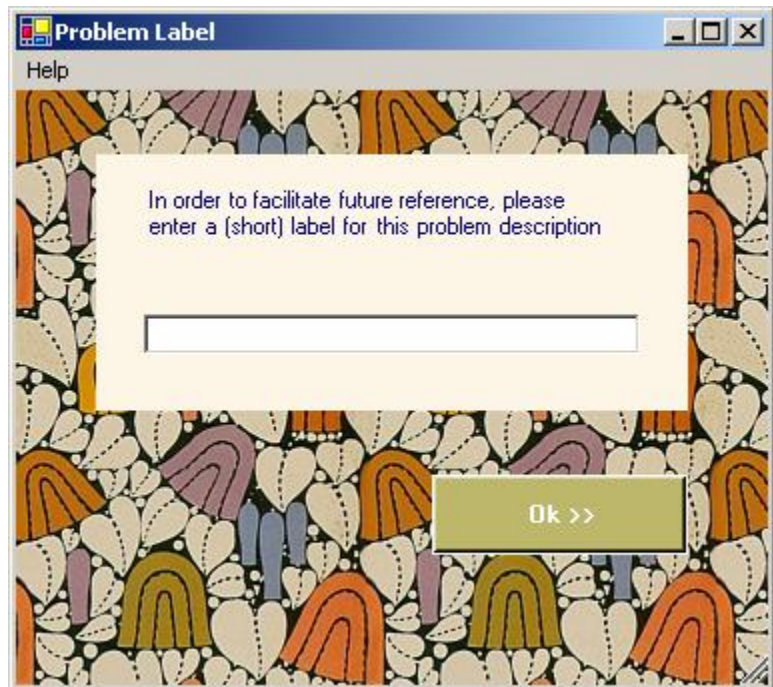 Problem Label
Help
In order to facilitate future reference, please
enter a (short) label for this problem description
Ok >>